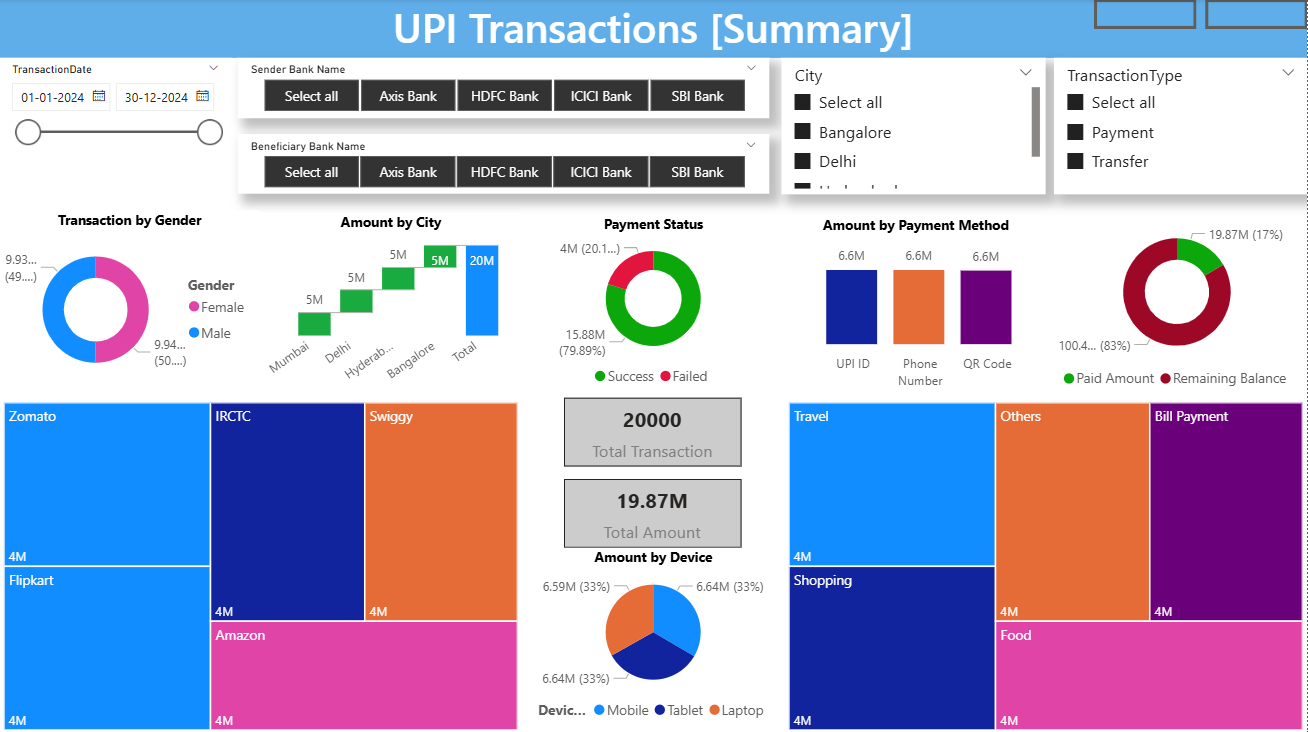 UPI Transactions [Summary]
TransactionDate
01-01-2024
30-12-2024
Sender Bank Name
Select all
Axis Bank
HDFC Bank
ICICI Bank
SBI Bank
Beneficiary Bank Name
Select all
Axis Bank
HDFC Bank
ICICI Bank
SBI Bank
City
Select all
Bangalore
Delhi
TransactionType
Select all
Payment
Transfer
Transaction by Gender
9.93...
(49....)
9.94...
(50....)
Gender
Female
Male
Amount by City
5M
5M
5M
5M
20M
Mumbai
Delhi
Hyderab...
Bangalore
Total
Payment Status
4M (20.1...)
15.88M
(79.89%)
Success
Failed
Amount by Payment Method
6.6M
6.6M
6.6M
UPI ID
Phone
Number
QR Code
19.87M (17%)
100.4... (83%)
Paid Amount
Remaining Balance
Zomato
4M
Flipkart
4M
IRCTC
4M
Swiggy
4M
Amazon
4M
20000
Total Transaction
19.87M
Total Amount
Amount by Device
6.59M (33%)
6.64M (33%)
6.64M (33%)
Devic...
Mobile
Tablet
Laptop
Travel
4M
Shopping
4M
Others
4M
Bill Payment
4M
Food
4M